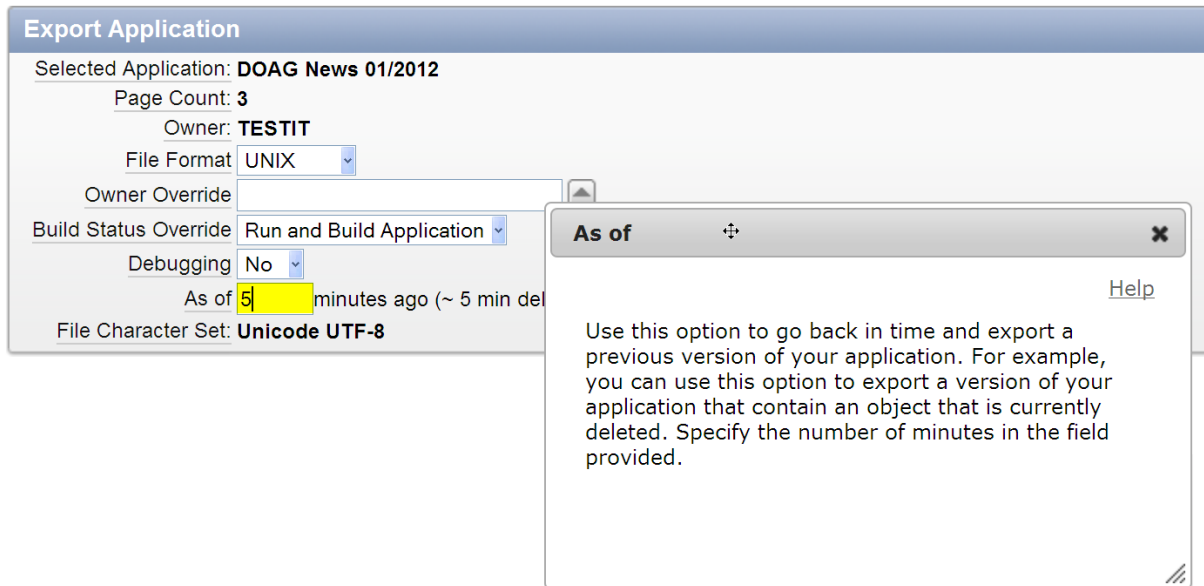 Export Application
Selected Application: DOAG News 01/2012
Page Count: 3
Owner: TESTIT
File Format UNIX
Owner Override
Build Status Override Run and Build Application
Debugging No
As of 5 minutes ago (~ 5 min del
File Character Set: Unicode UTF-8
As of
Help
Use this option to go back in time and export a
previous version of your application. For example,
you can use this option to export a version of your
application that contain an object that is currently
deleted. Specify the number of minutes in the field
provided.